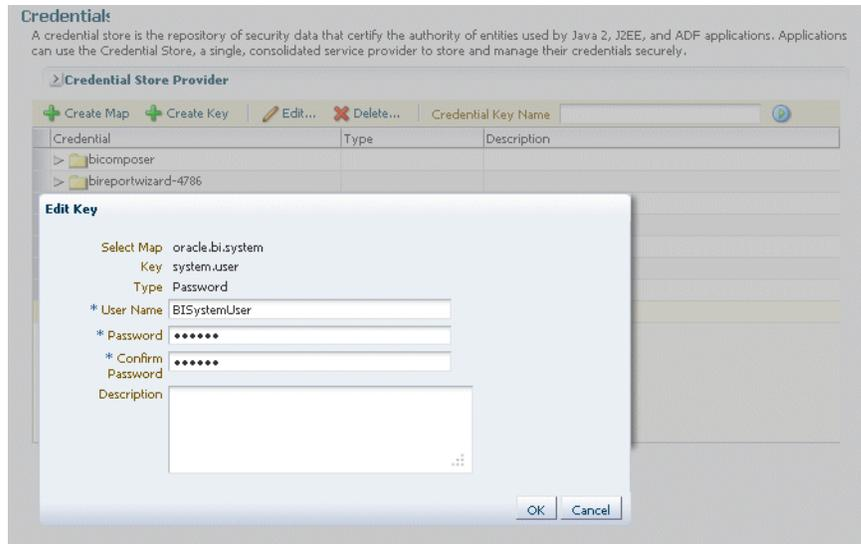 Credentials
A credential store is the repository of security data that certify the authority of entities used by Java 2, J2EE, and ADF applications. Applications
can use the Credential Store, a single, consolidated service provider to store and manage their credentials securely.
Credential Store Provider
Create Map Create Key Edit... Delete... Credential Key Name
Credential Type Description
bicomposer
bireportwizard-4786
Edit Key
Select Map oracle.bi.system
Key system.user
Type Password
* User Name BISystemUser
* Password ••••••
* Confirm Password ••••••
Description
OK Cancel